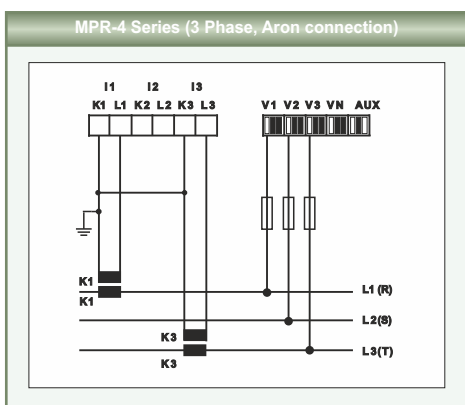 MPR-4 Series (3 Phase, Aron connection)
I1 I2 I3
K1 L1 K2 L2 K3 L3 V1 V2 V3 VN AUX
K1
K1
L1 (R)
L2(S)
K3
L3(T)
K3